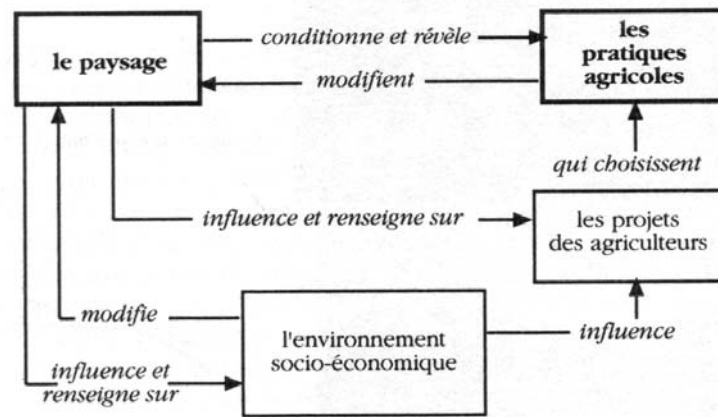 le paysage
conditionne et révèle
modifient
les
pratiques
agricoles
qui choisissent
influence et renseigne sur
les projets
des agriculteurs
modifie
l'environnement
socio-économique
influence
influence et
renseigne sur